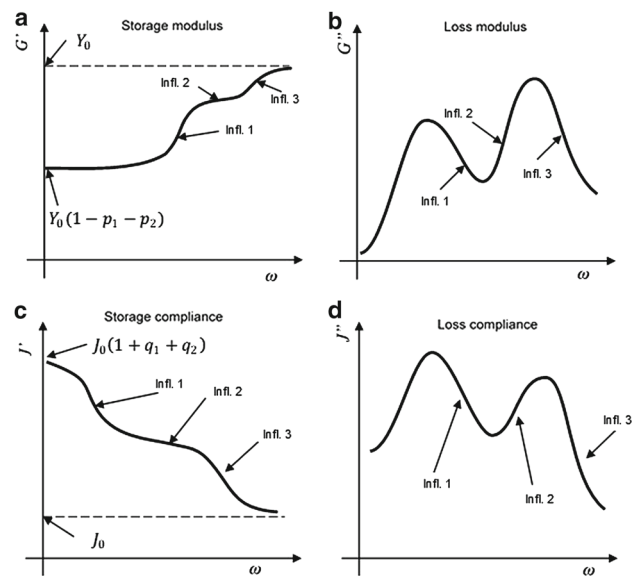 a
Storage modulus
G'
Y₀
Infl. 2
Infl. 3
Infl. 1
Y₀(1 − p₁ − p₂)
ω
b
Loss modulus
G''
Infl. 2
Infl. 1
Infl. 3
ω
c
Storage compliance
J'
J₀(1 + q₁ + q₂)
Infl. 1
Infl. 2
Infl. 3
J₀
ω
d
Loss compliance
J''
Infl. 3
Infl. 1
Infl. 2
ω